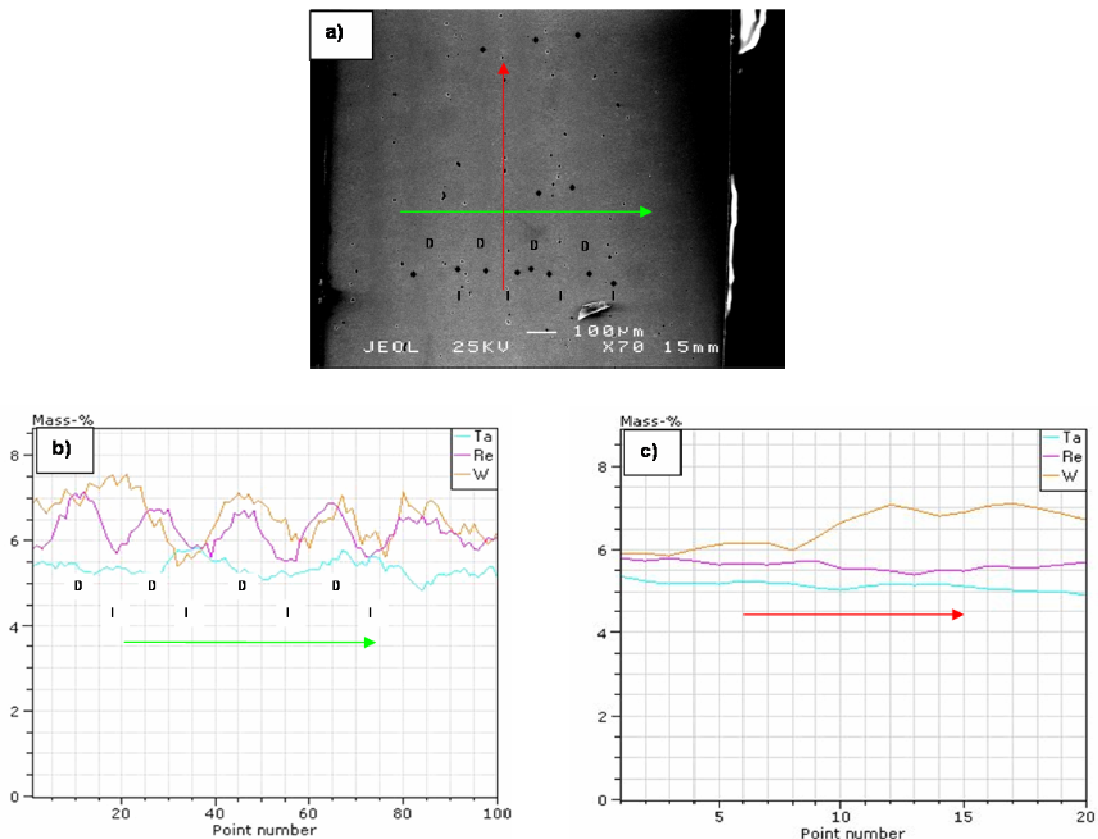 a)
D D D D
I I I I
100µm
JEOL 25KV X70 15mm
Mass-%
b)
Ta
Re
W
8
6
4
2
0
D D D D
I I I I
20 40 60 80 100
Point number
Mass-%
c)
Ta
Re
W
8
6
4
2
0
5 10 15 20
Point number